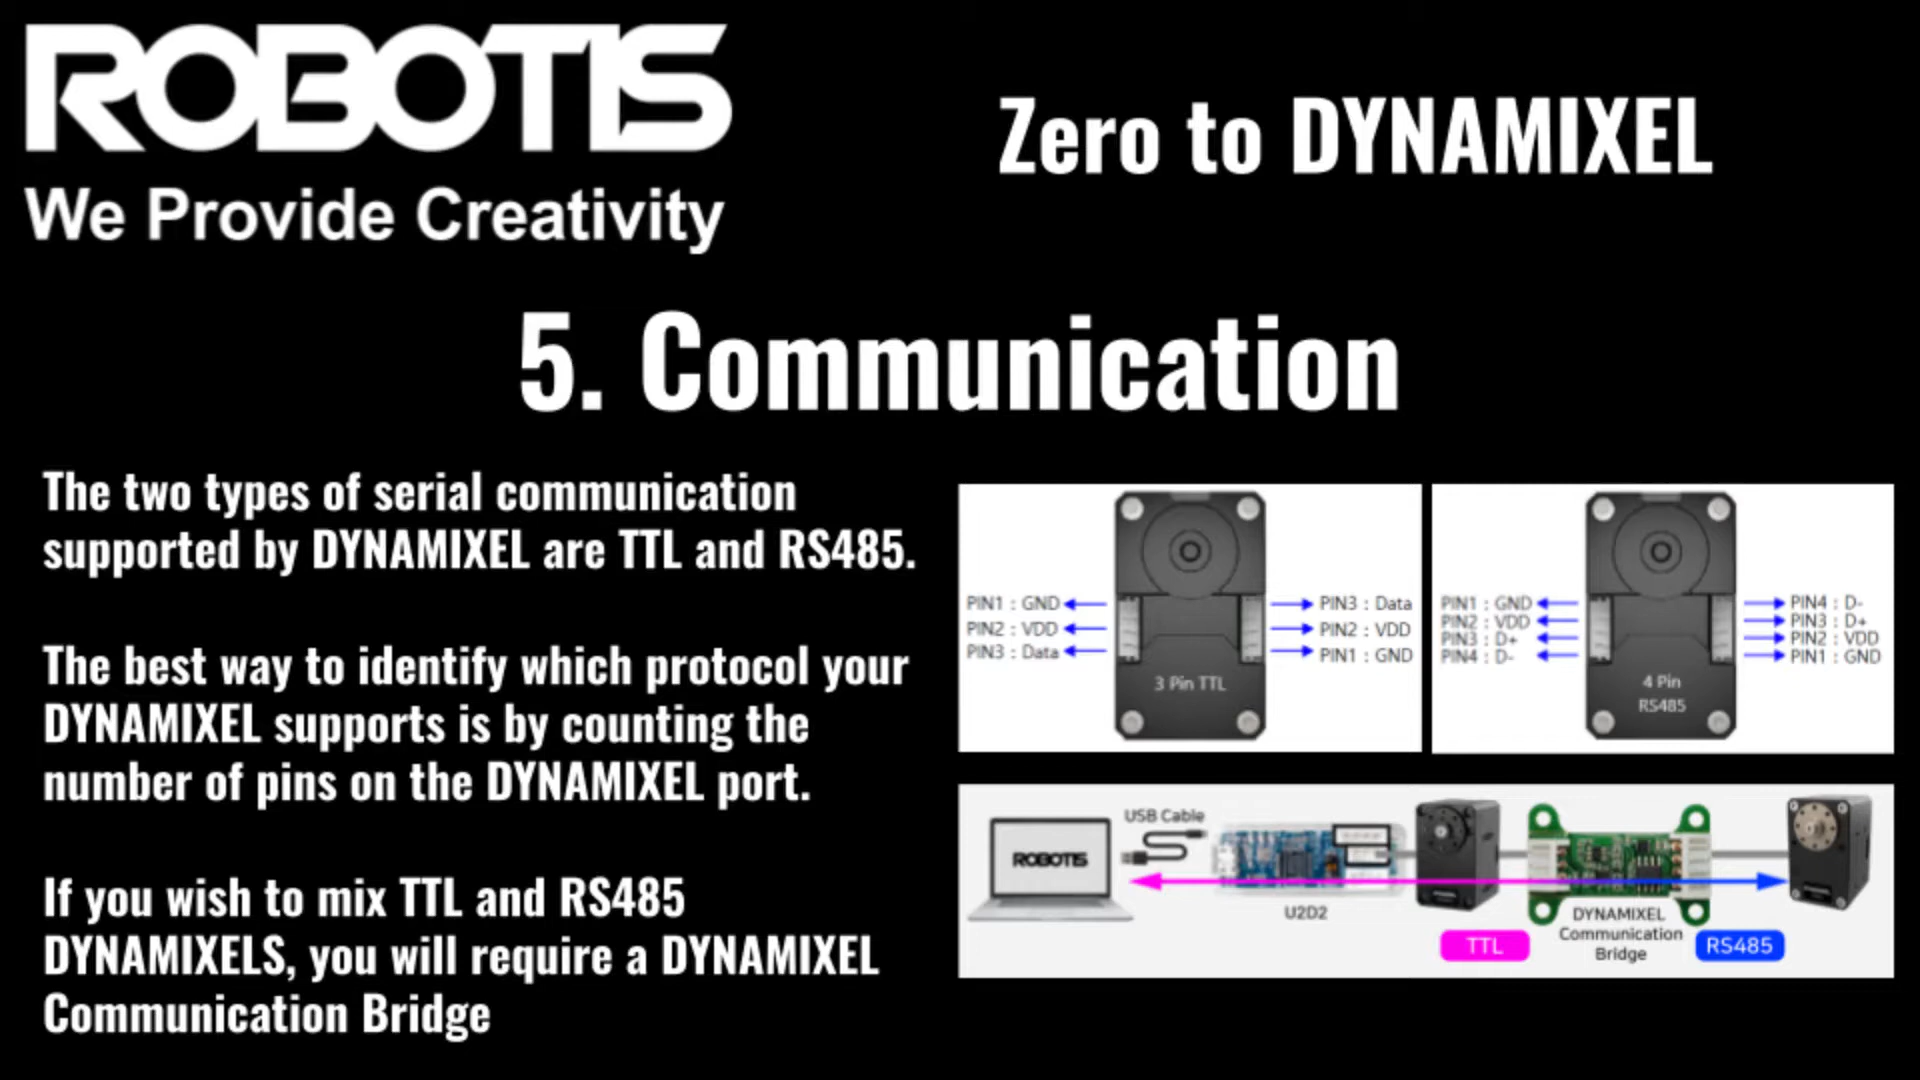 ROBOTIS
We Provide Creativity
Zero to DYNAMIXEL
5. Communication
The two types of serial communication
supported by DYNAMIXEL are TTL and RS485.
The best way to identify which protocol your
DYNAMIXEL supports is by counting the
number of pins on the DYNAMIXEL port.
If you wish to mix TTL and RS485
DYNAMIXELS, you will require a DYNAMIXEL
Communication Bridge
PIN1 : GND
PIN2 : VDD
PIN3 : Data
3 Pin TTL
PIN3 : Data
PIN2 : VDD
PIN1 : GND
PIN1 : GND
PIN2 : VDD
PIN3 : D+
PIN4 : D-
4 Pin
RS485
PIN4 : D-
PIN3 : D+
PIN2 : VDD
PIN1 : GND
ROBOTIS
USB Cable
U2D2
TTL
DYNAMIXEL
Communication
Bridge
RS485